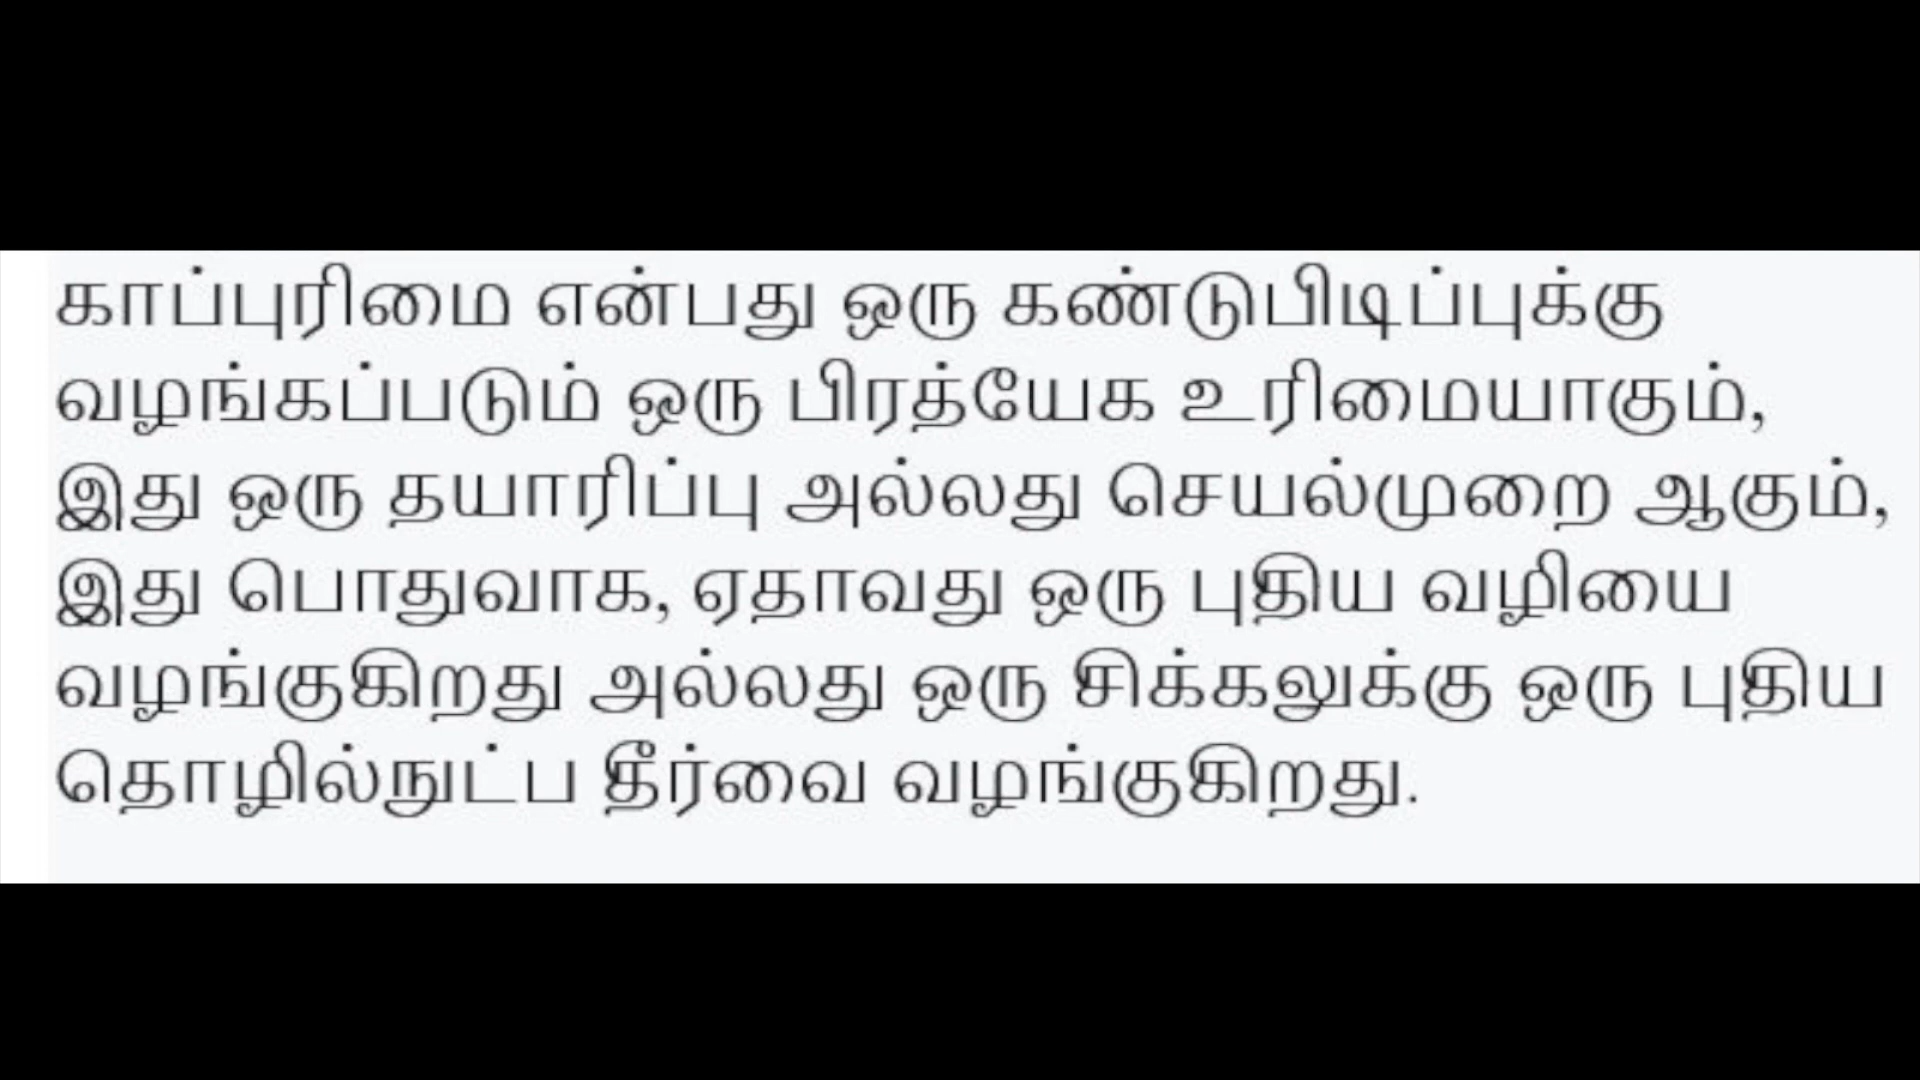 காப்புரிமை என்பது ஒரு கண்டுபிடிப்புக்கு
வழங்கப்படும் ஒரு பிரத்யேக உரிமையாகும்,
இது ஒரு தயாரிப்பு அல்லது செயல்முறை ஆகும்,
இது பொதுவாக, ஏதாவது ஒரு புதிய வழியை
வழங்குகிறது அல்லது ஒரு சிக்கலுக்கு ஒரு புதிய
தொழில்நுட்ப தீர்வை வழங்குகிறது.